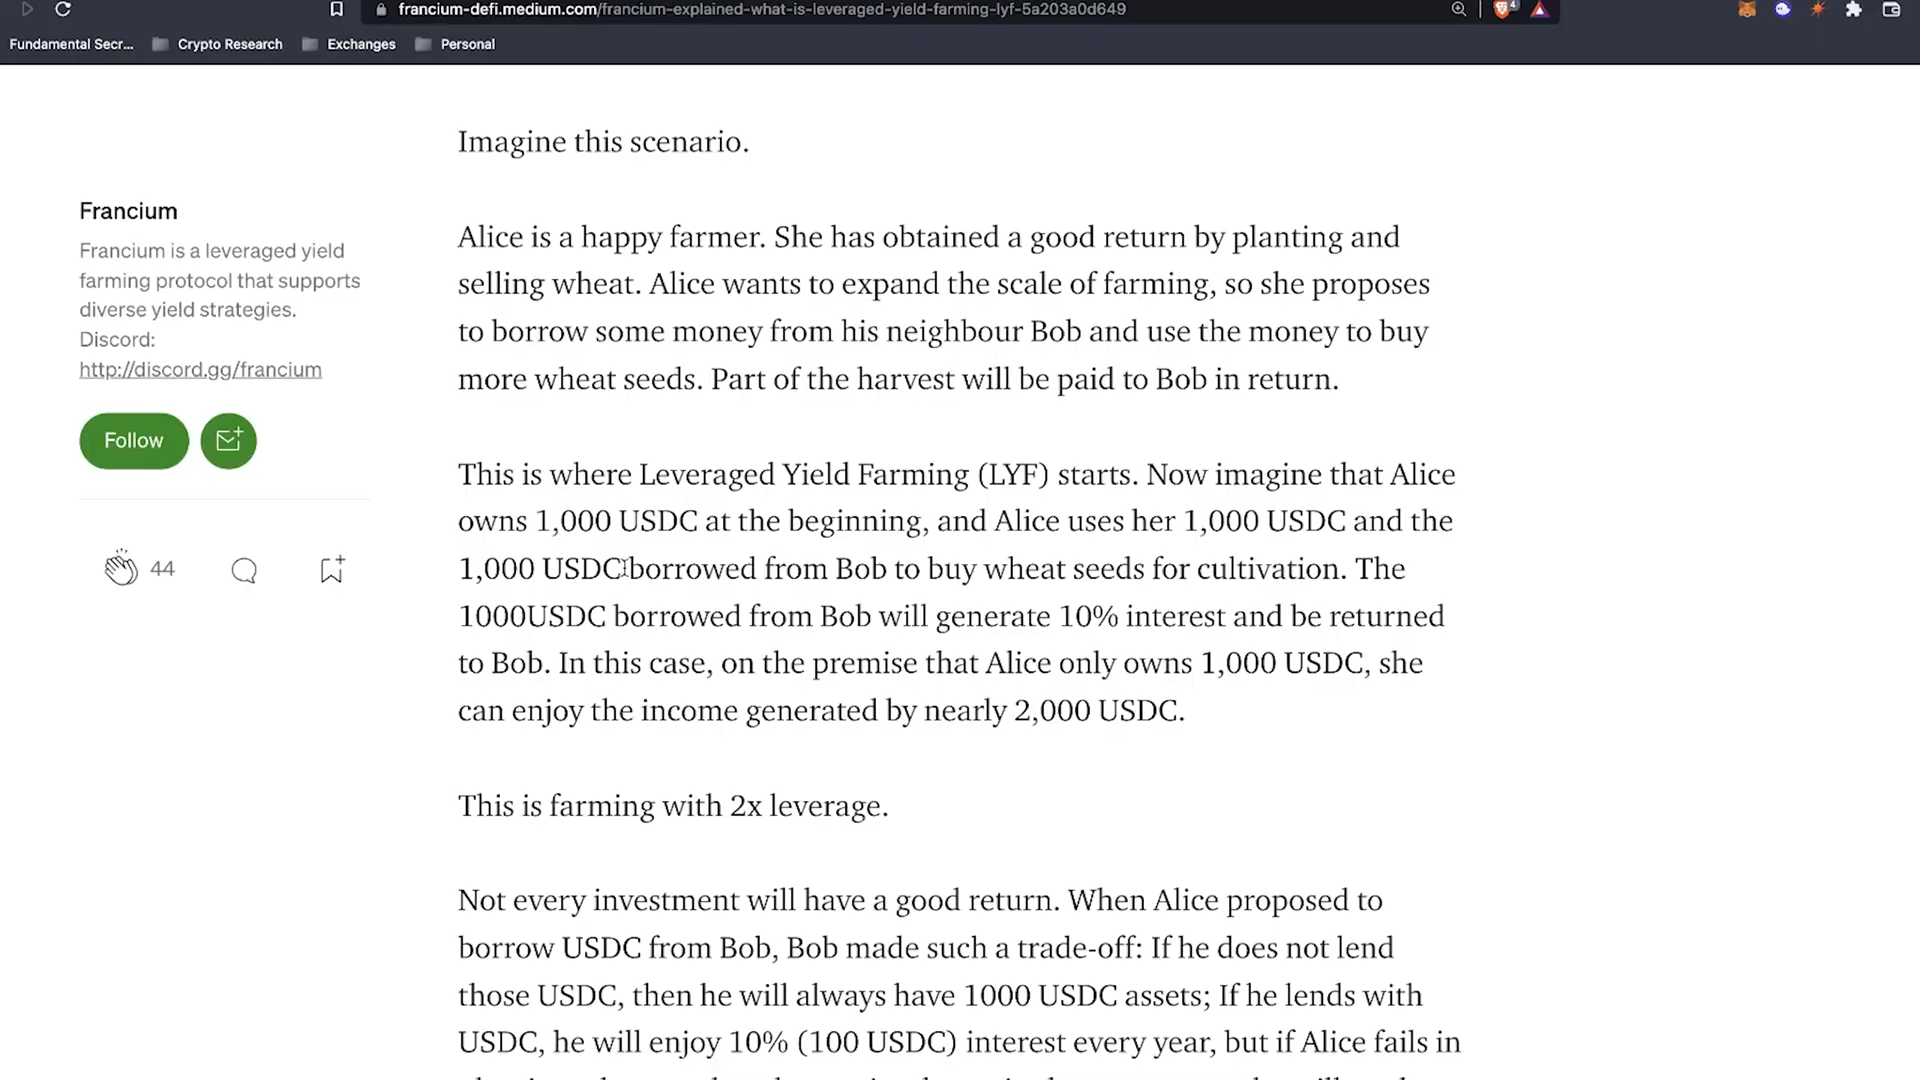 francium-defi.medium.com/francium-explained-what-is-leveraged-yield-farming-lyf-5a203a0d649
4
Fundamental Secr...
Crypto Research
Exchanges
Personal
Francium
Francium is a leveraged yield
farming protocol that supports
diverse yield strategies.
Discord:
http://discord.gg/francium
Follow
44
Imagine this scenario.
Alice is a happy farmer. She has obtained a good return by planting and
selling wheat. Alice wants to expand the scale of farming, so she proposes
to borrow some money from his neighbour Bob and use the money to buy
more wheat seeds. Part of the harvest will be paid to Bob in return.
This is where Leveraged Yield Farming (LYF) starts. Now imagine that Alice
owns 1,000 USDC at the beginning, and Alice uses her 1,000 USDC and the
1,000 USDC borrowed from Bob to buy wheat seeds for cultivation. The
1000USDC borrowed from Bob will generate 10% interest and be returned
to Bob. In this case, on the premise that Alice only owns 1,000 USDC, she
can enjoy the income generated by nearly 2,000 USDC.
This is farming with 2x leverage.
Not every investment will have a good return. When Alice proposed to
borrow USDC from Bob, Bob made such a trade-off: If he does not lend
those USDC, then he will always have 1000 USDC assets; If he lends with
USDC, he will enjoy 10% (100 USDC) interest every year, but if Alice fails in